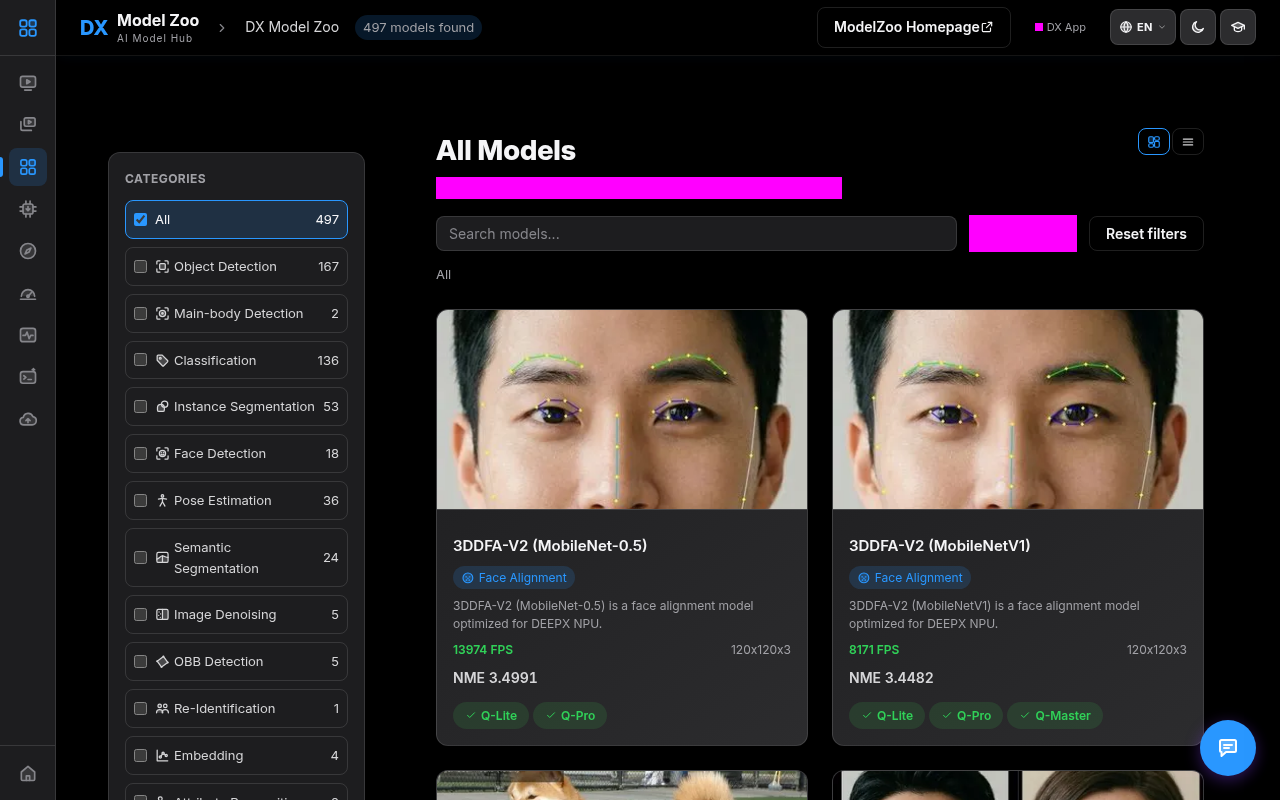 DX Model Zoo
AI Model Hub
DX Model Zoo
497 models found
ModelZoo Homepage
DX App
EN
CATEGORIES
All 497
Object Detection 167
Main-body Detection 2
Classification 136
Instance Segmentation 53
Face Detection 18
Pose Estimation 36
Semantic
Segmentation 24
Image Denoising 5
OBB Detection 5
Re-Identification 1
Embedding 4
All Models
Search models...
Reset filters
All
3DDFA-V2 (MobileNet-0.5)
Face Alignment
3DDFA-V2 (MobileNet-0.5) is a face alignment model
optimized for DEEPX NPU.
13974 FPS 120x120x3
NME 3.4991
Q-Lite Q-Pro
3DDFA-V2 (MobileNetV1)
Face Alignment
3DDFA-V2 (MobileNetV1) is a face alignment model
optimized for DEEPX NPU.
8171 FPS 120x120x3
NME 3.4482
Q-Lite Q-Pro Q-Master